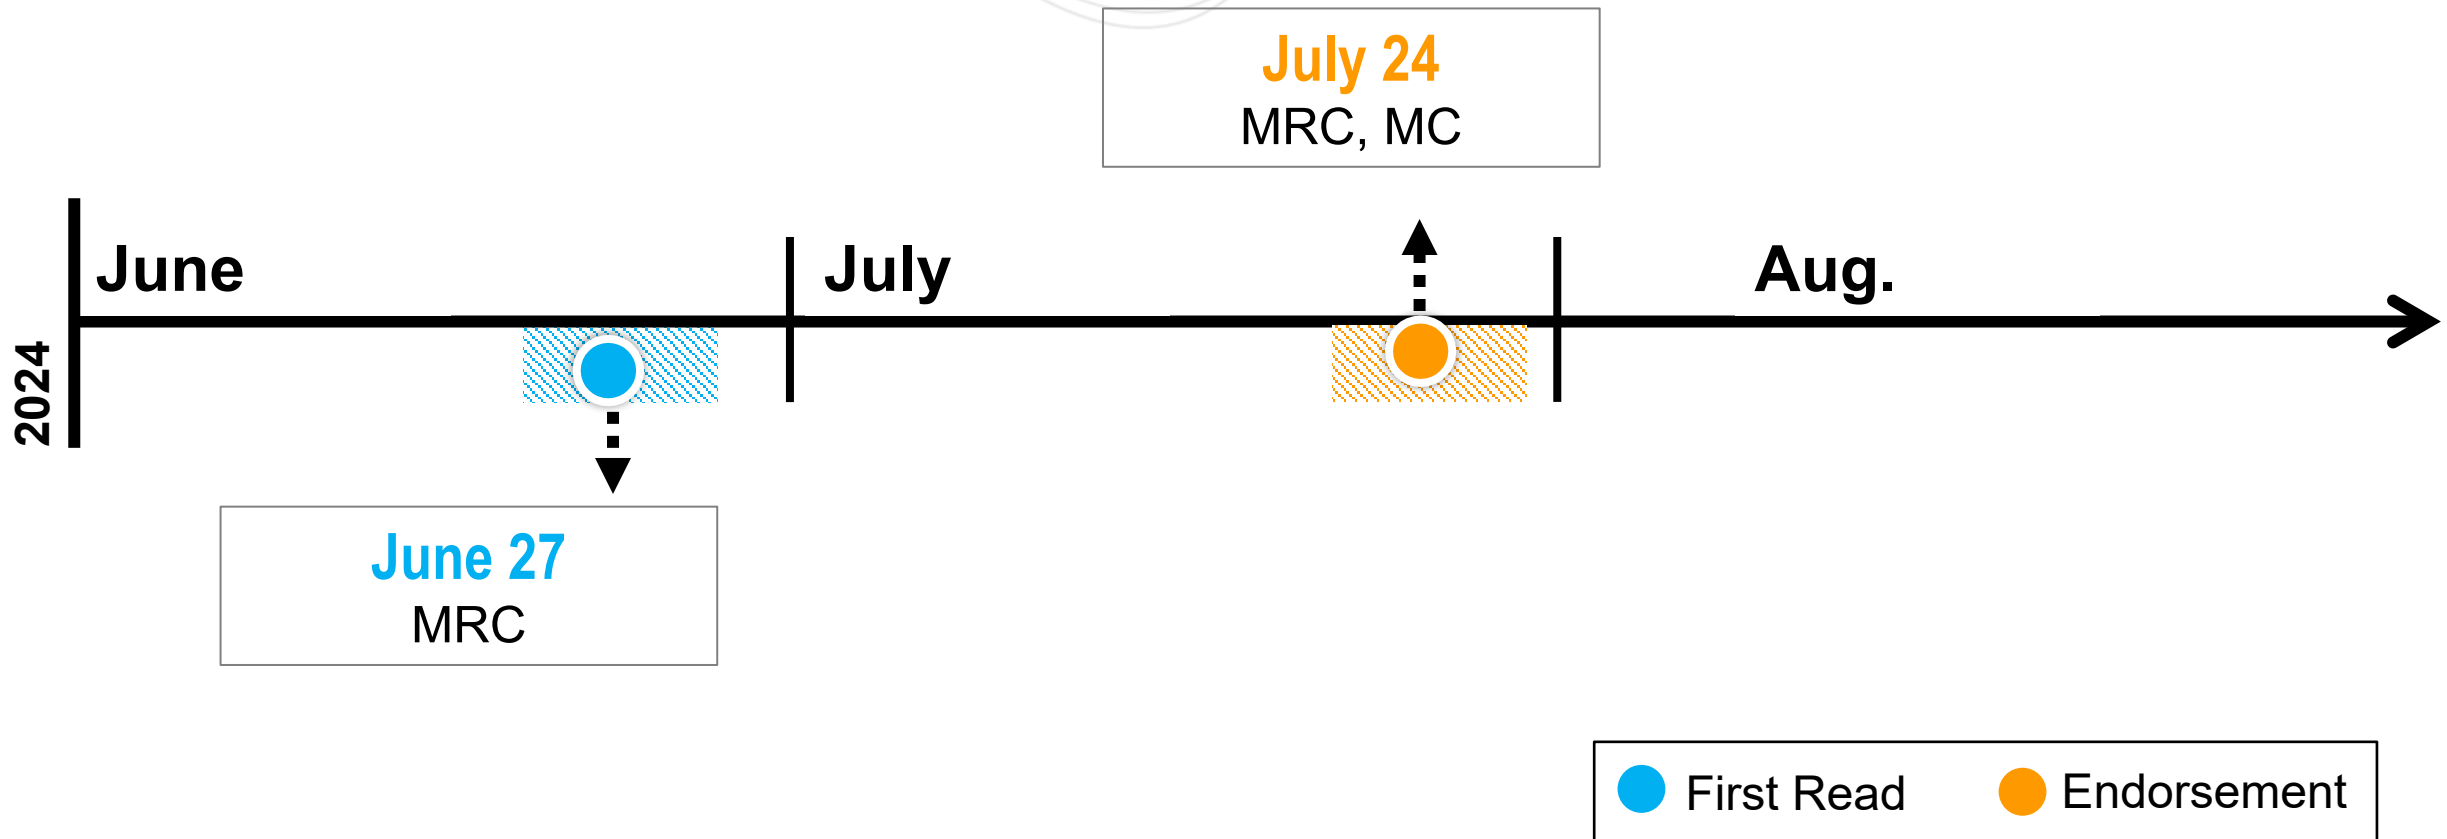 July 24
MRC, MC
June
July
Aug.
2024
June 27
MRC
First Read
Endorsement